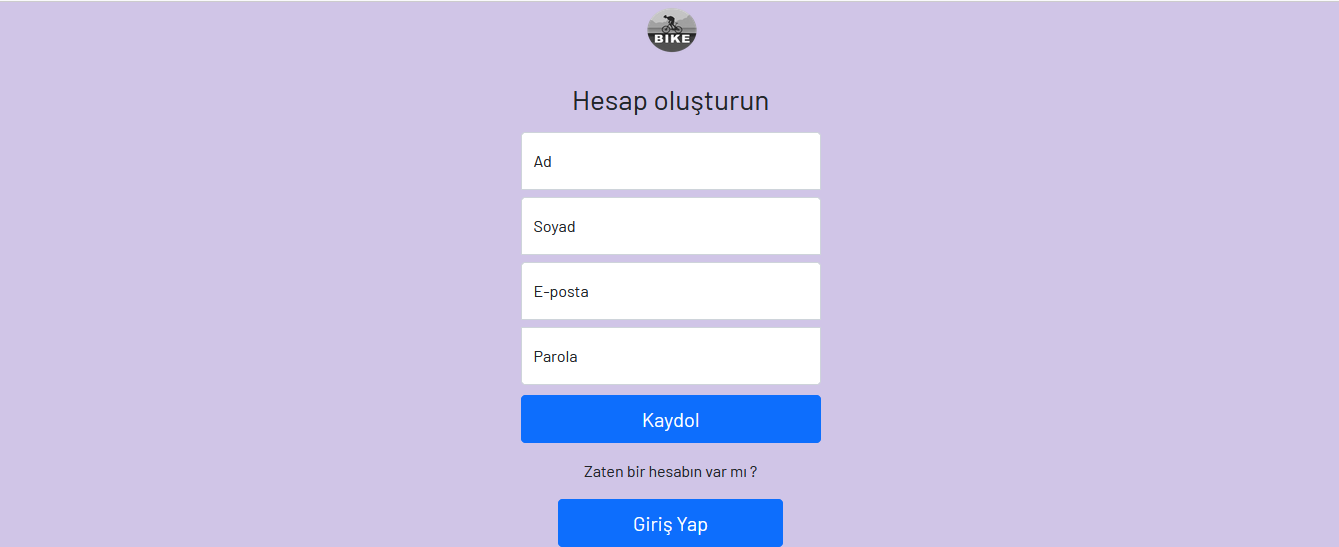 BIKE
Hesap oluşturun
Ad
Soyad
E-posta
Parola
Kaydol
Zaten bir hesabın var mı ?
Giriş Yap